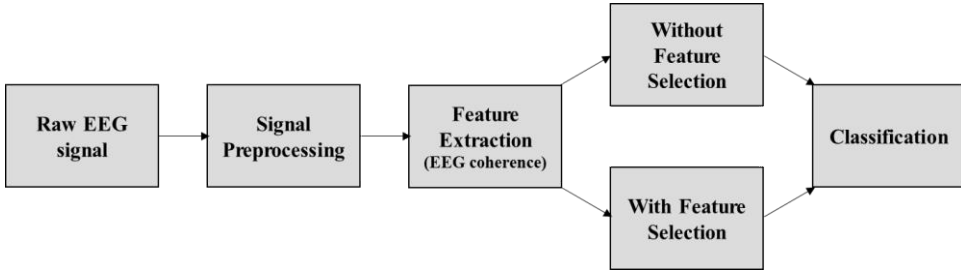 Raw EEG
signal
Signal
Preprocessing
Feature
Extraction
(EEG coherence)
Without
Feature
Selection
With Feature
Selection
Classification